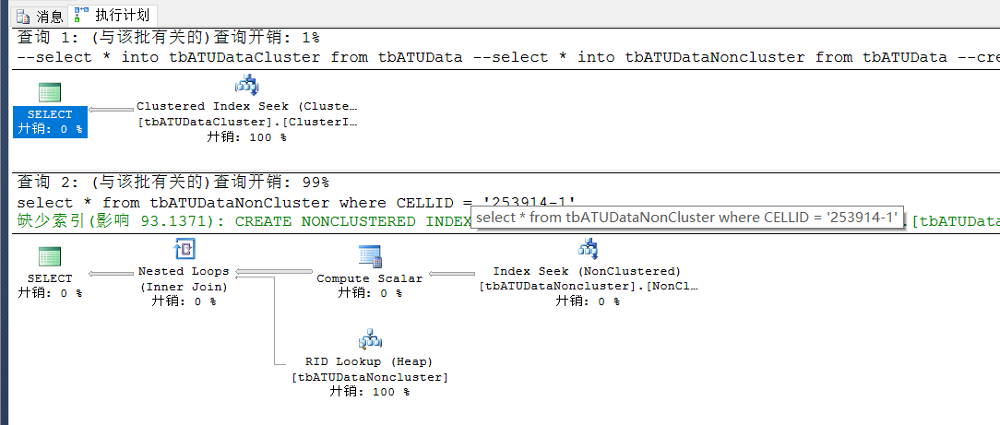 消息 执行计划
查询 1: (与该批有关的)查询开销: 1%
--select * into tbATUDataCluster from tbATUData --select * into tbATUDataNoncluster from tbATUData --cre
SELECT
开销: 0 %
Clustered Index Seek (Cluste…
[tbATUDataCluster].[ClusterI…
开销: 100 %
查询 2: (与该批有关的)查询开销: 99%
select * from tbATUDataNonCluster where CELLID = '253914-1'
缺少索引(影响 93.1371): CREATE NONCLUSTERED INDEX .[tbATUData
select * from tbATUDataNonCluster where CELLID = '253914-1'
SELECT
开销: 0 %
Nested Loops
(Inner Join)
开销: 0 %
Compute Scalar
开销: 0 %
Index Seek (NonClustered)
[tbATUDataNoncluster].[NonCl…
开销: 0 %
RID Lookup (Heap)
[tbATUDataNoncluster]
开销: 100 %